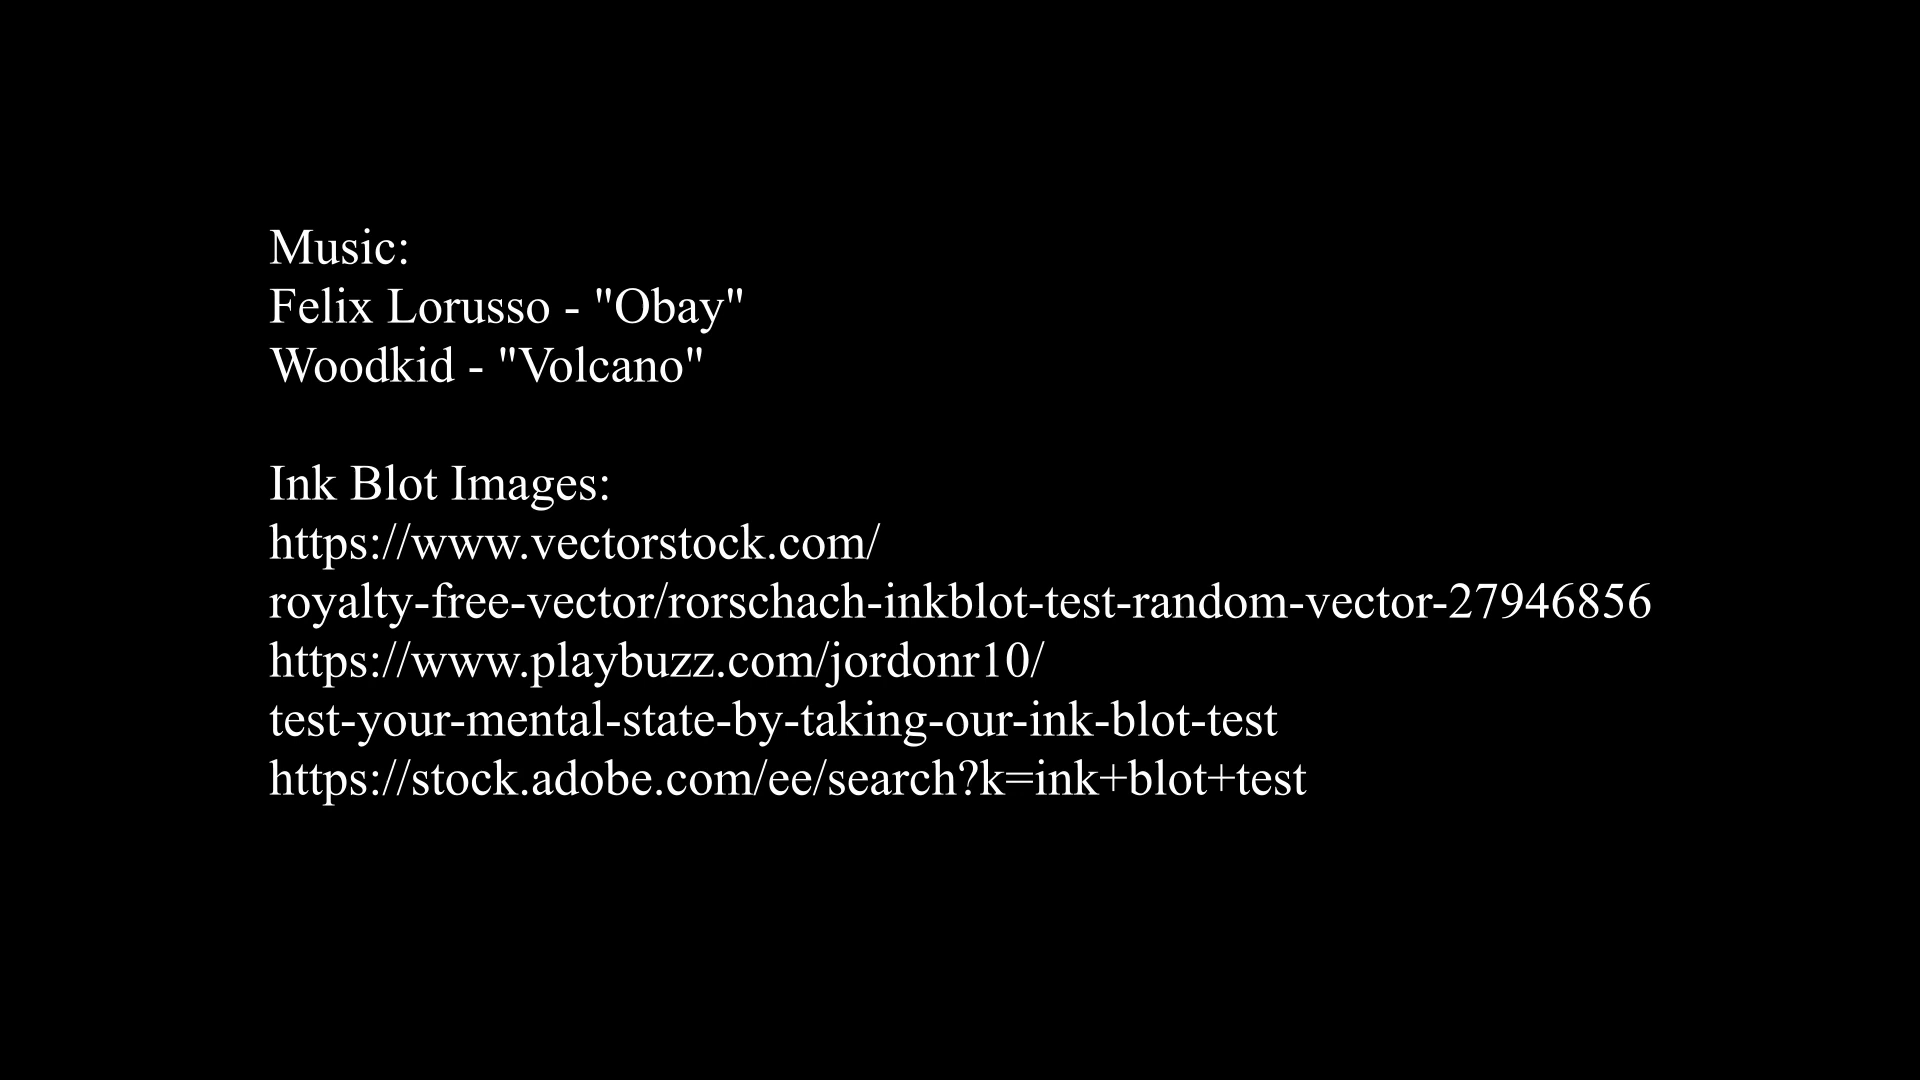 Music:
Felix Lorusso - "Obay"
Woodkid - "Volcano"
Ink Blot Images:
https://www.vectorstock.com/
royalty-free-vector/rorschach-inkblot-test-random-vector-27946856
https://www.playbuzz.com/jordonr10/
test-your-mental-state-by-taking-our-ink-blot-test
https://stock.adobe.com/ee/search?k=ink+blot+test